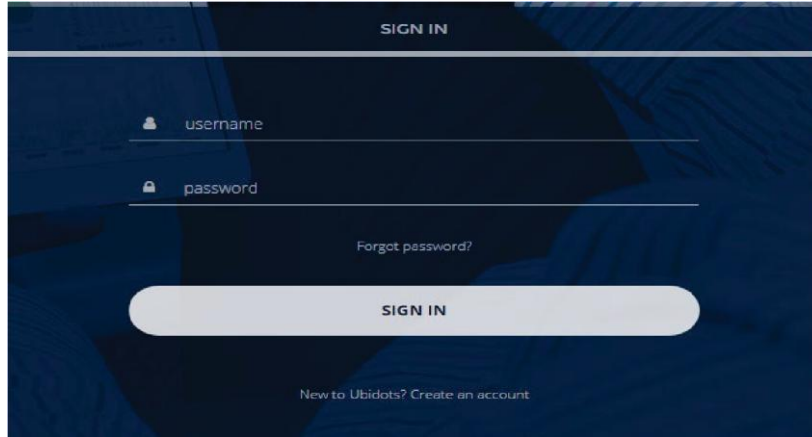 SIGN IN
username
password
Forgot password?
SIGN IN
New to Ubidots? Create an account